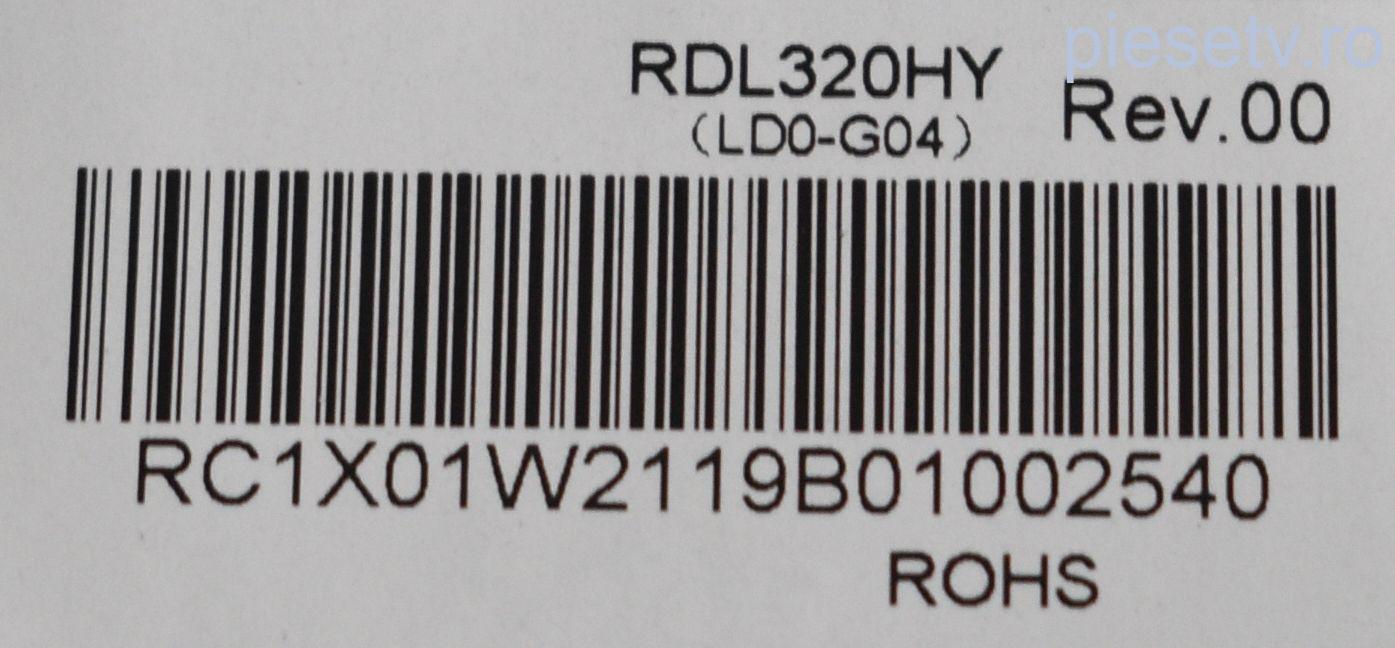 piesetv.ro
RDL320HY
(LD0-G04)
Rev.00
RC1X01W2119B01002540
ROHS